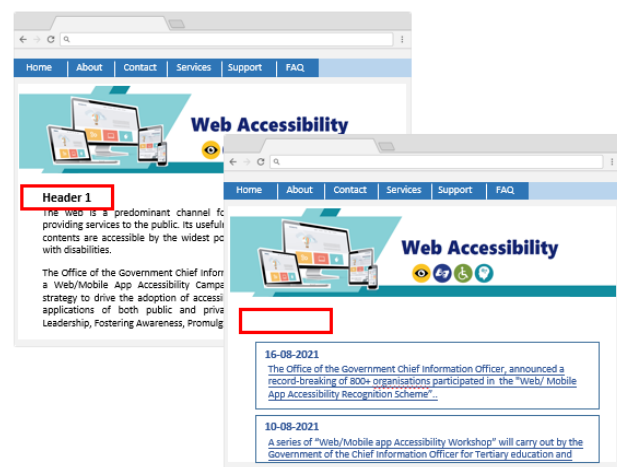 Home About Contact Services Support FAQ
Web Accessibility
Header 1
The web is a predominant channel fo
providing services to the public. Its usefuln
contents are accessible by the widest po
with disabilities.
The Office of the Government Chief Inform
a Web/Mobile App Accessibility Campa
strategy to drive the adoption of accessi
applications of both public and priva
Leadership, Fostering Awareness, Promulg
Home About Contact Services Support FAQ
Web Accessibility
16-08-2021
The Office of the Government Chief Information Officer, announced a
record-breaking of 800+ organisations participated in the "Web/ Mobile
App Accessibility Recognition Scheme"..
10-08-2021
A series of “Web/Mobile app Accessibility Workshop” will carry out by the
Government of the Chief Information Officer for Tertiary education and